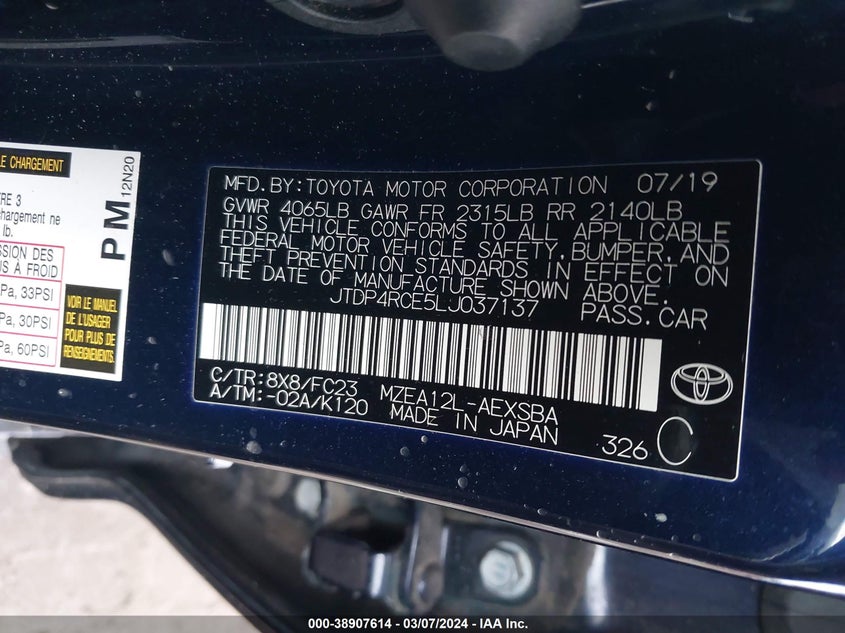 LE CHARGEMENT
RE 3
chargement ne
lb.
SSION DES
US À FROID
Pa, 33PSI
Pa, 30PSI
Pa, 60PSI
PM
12N20
VOIR LE MANUEL
DE L'USAGER
POUR PLUS DE
RENSEIGNEMENTS.
MFD.BY:TOYOTA MOTOR CORPORATION 07/19
GVWR 4065LB GAWR FR 2315LB RR 2140LB
THIS VEHICLE CONFORMS TO ALL APPLICABLE
FEDERAL MOTOR VEHICLE SAFETY,BUMPER,AND
THEFT PREVENTION STANDARDS IN EFFECT ON
THE DATE OF MANUFACTURE SHOWN ABOVE.
JTDP4RCE5LJ037137 PASS.CAR
C/TR:8X8/FC23 MZEA12L-AEXSBA
A/TM:-02A/K120 MADE IN JAPAN
326 C
000-38907614 — 03/07/2024 — IAA Inc.